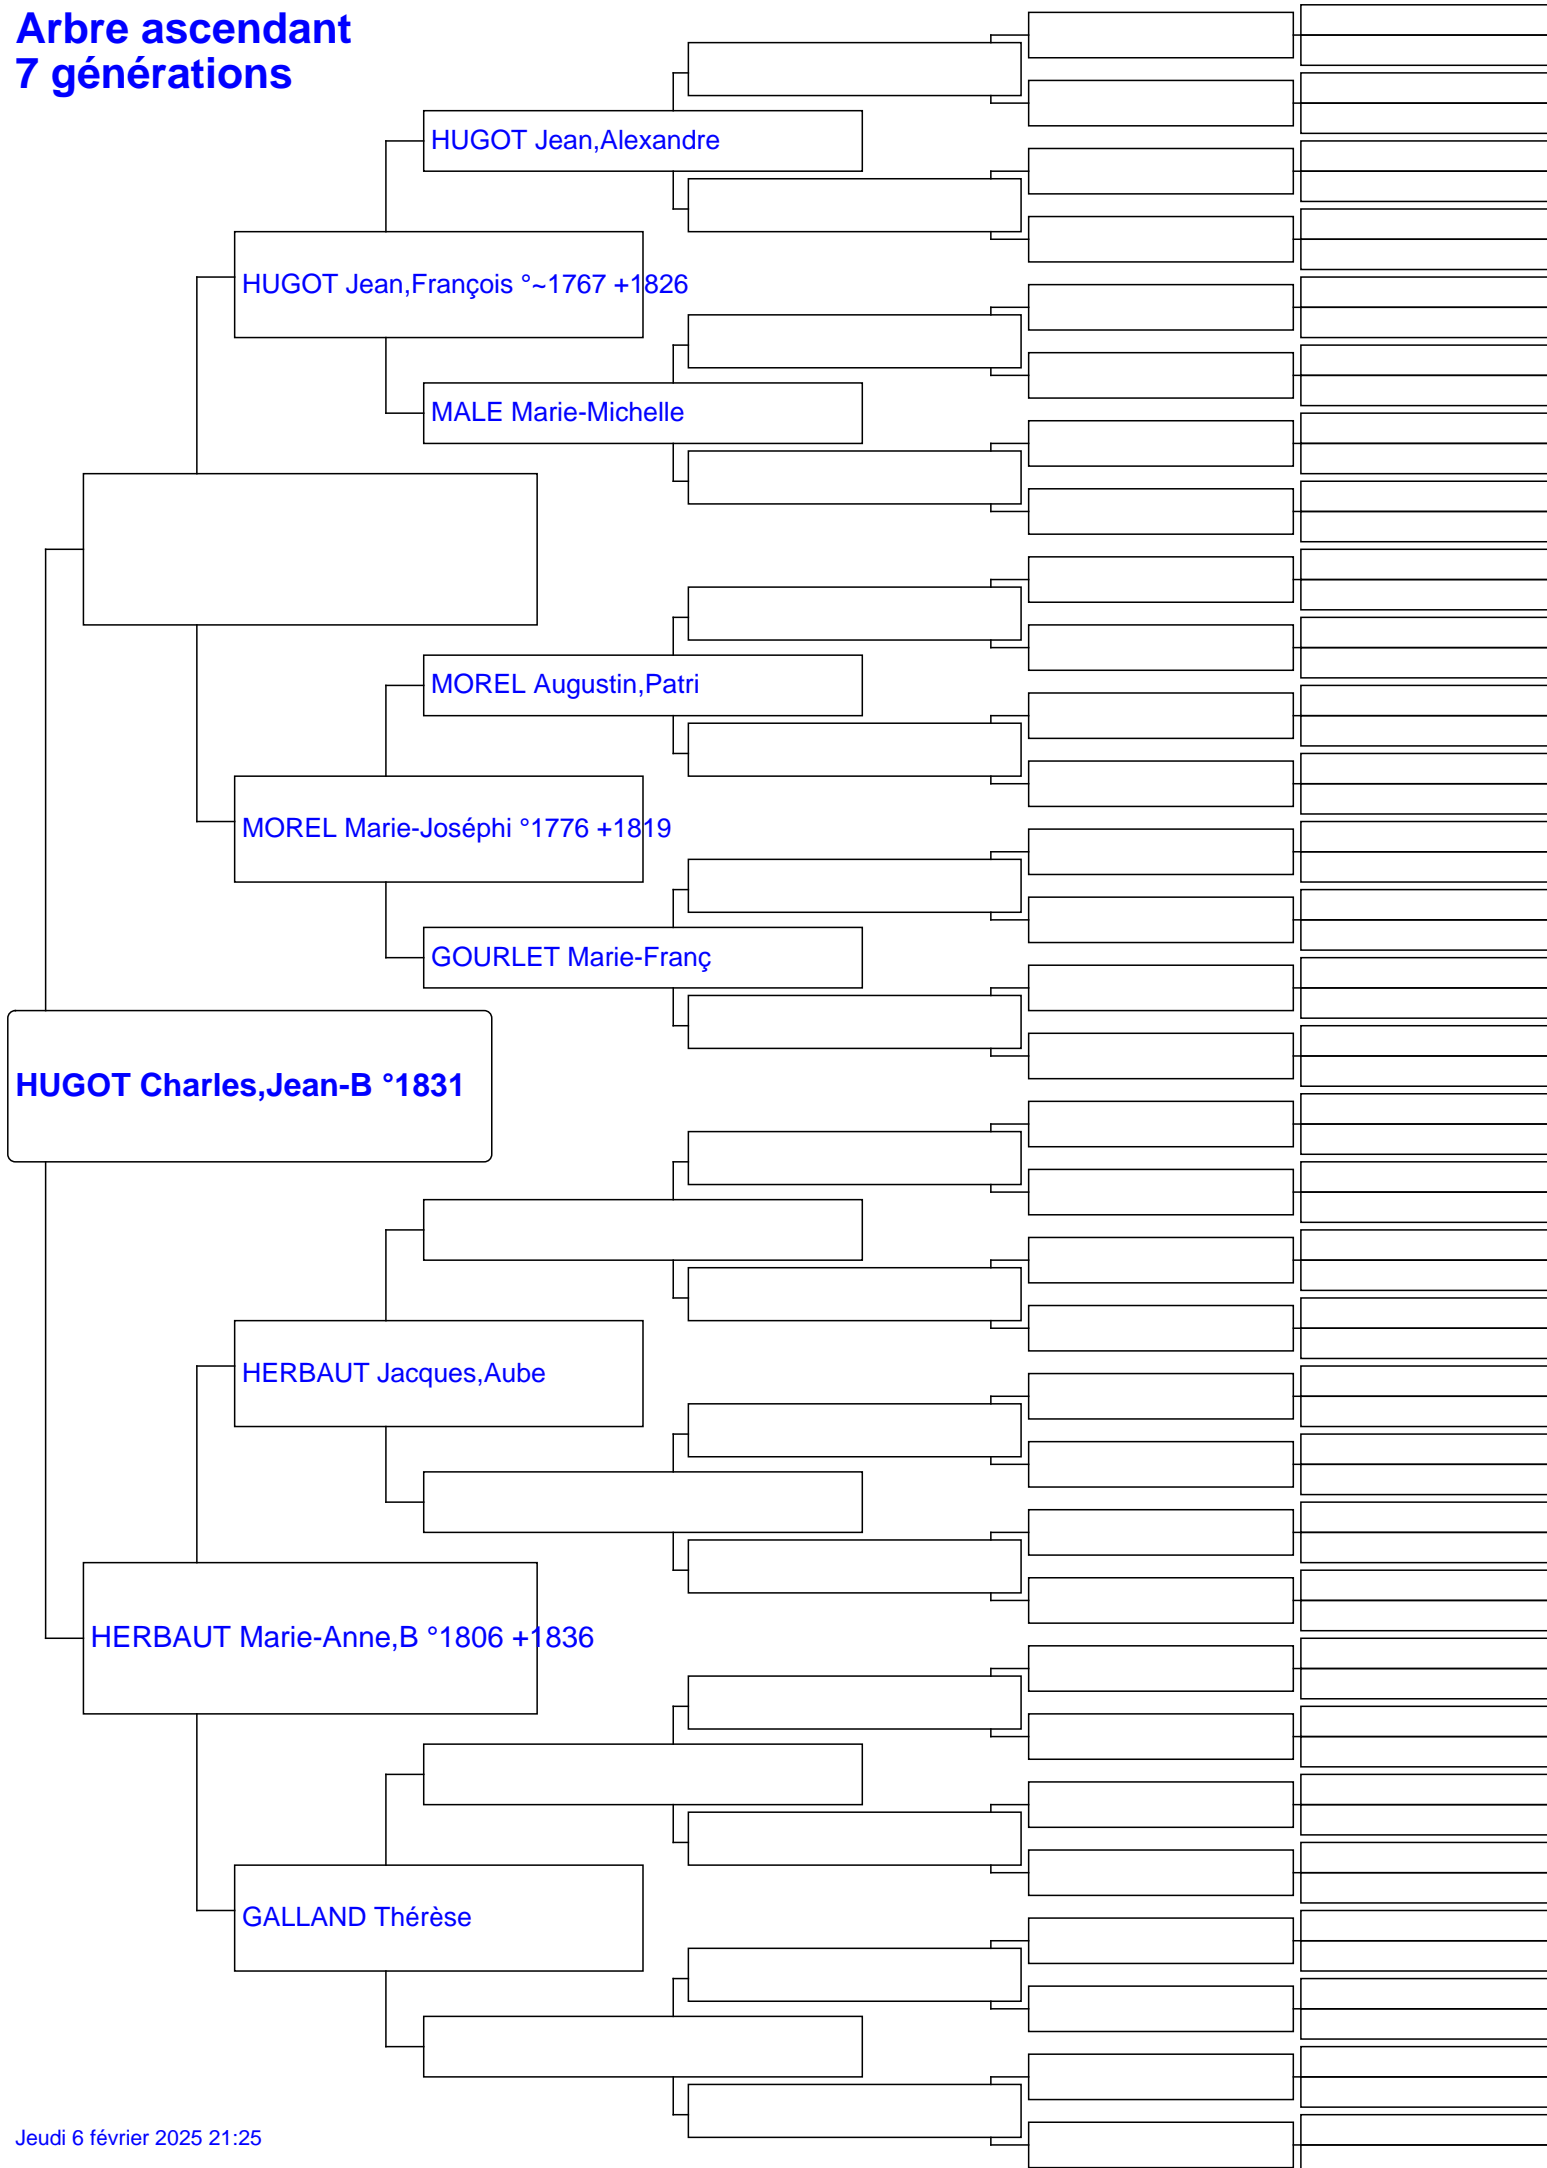 Arbre ascendant
7 générations
HUGOT Jean,Alexandre
HUGOT Jean,François °~1767 +1826
MALE Marie-Michelle
MOREL Augustin,Patri
MOREL Marie-Joséphi °1776 +1819
GOURLET Marie-Franç
HUGOT Charles,Jean-B °1831
HERBAUT Jacques,Aube
HERBAUT Marie-Anne,B °1806 +1836
GALLAND Thérèse
Jeudi 6 février 2025 21:25